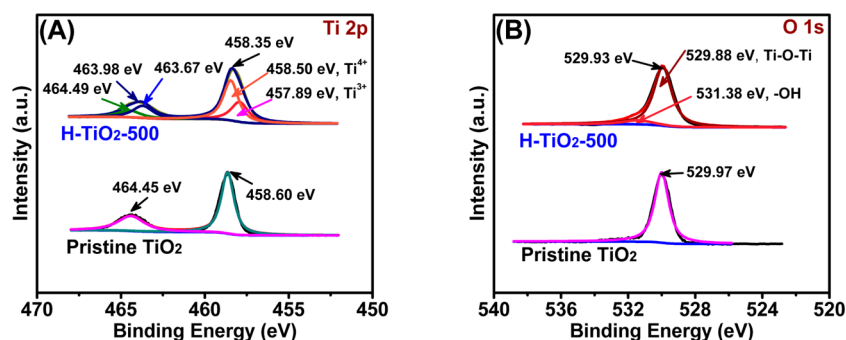 (A)
Ti 2p
458.35 eV
463.98 eV
463.67 eV
464.49 eV
458.50 eV, Ti⁴⁺
457.89 eV, Ti³⁺
H-TiO₂-500
464.45 eV
458.60 eV
Pristine TiO₂
Intensity (a.u.)
470
465
460
455
450
Binding Energy (eV)
(B)
O 1s
529.93 eV
529.88 eV, Ti-O-Ti
531.38 eV, -OH
H-TiO₂-500
529.97 eV
Pristine TiO₂
Intensity (a.u.)
540
536
532
528
524
520
Binding Energy (eV)